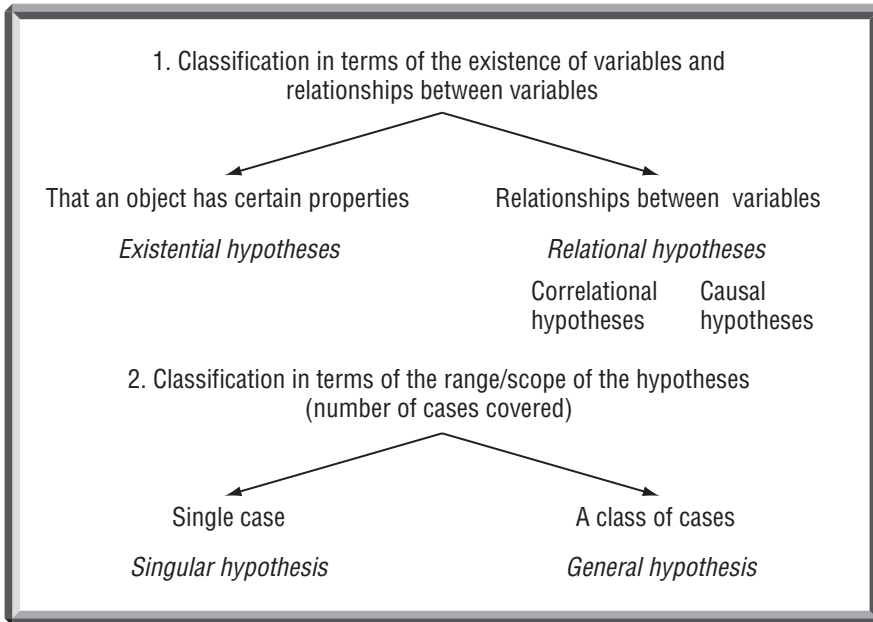 1. Classification in terms of the existence of variables and
relationships between variables
That an object has certain properties
Relationships between variables
Existential hypotheses
Relational hypotheses
Correlational hypotheses
Causal hypotheses
2. Classification in terms of the range/scope of the hypotheses
(number of cases covered)
Single case
A class of cases
Singular hypothesis
General hypothesis